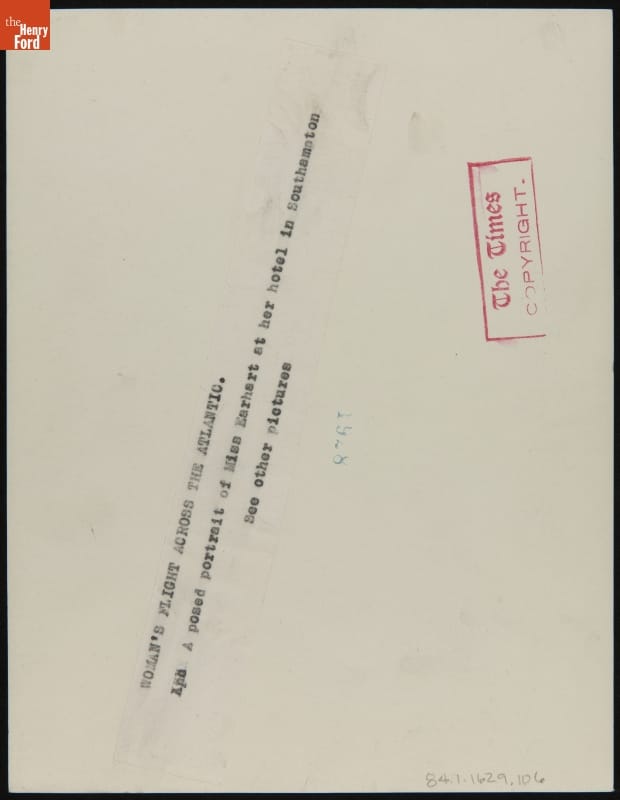 the
Henry
Ford
WOMAN'S FLIGHT ACROSS THE ATLANTIC.
A posed portrait of Miss Earhart at her hotel in Southampton
See other pictures
The Times
COPYRIGHT.
1928
84.1.1629.106